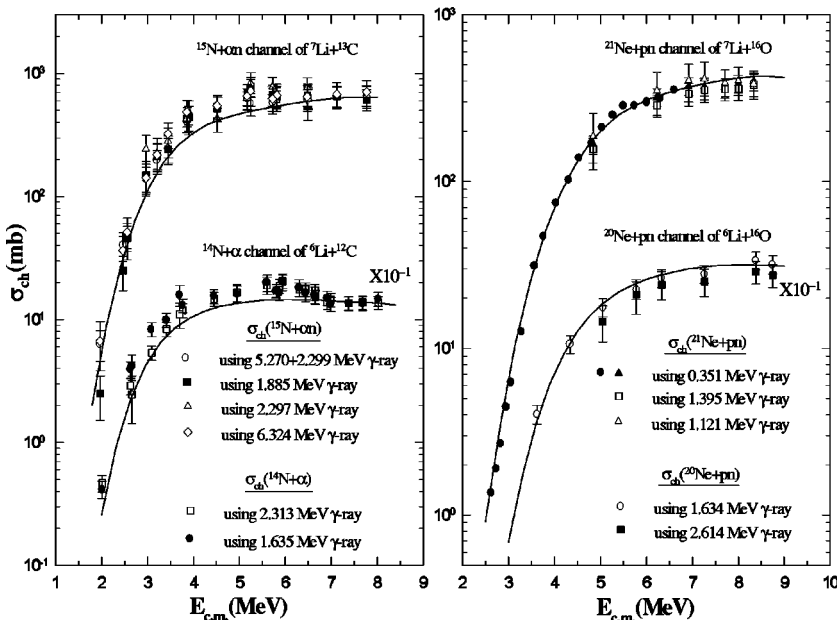 ¹⁵N+αn channel of ⁷Li+¹³C
¹⁴N+α channel of ⁶Li+¹²C
X10⁻¹
σch(¹⁵N+αn)
using 5.270+2.299 MeV γ-ray
using 1.885 MeV γ-ray
using 2.297 MeV γ-ray
using 6.324 MeV γ-ray
σch(¹⁴N+α)
using 2.313 MeV γ-ray
using 1.635 MeV γ-ray
10³
10²
10¹
10⁰
10⁻¹
σch(mb)
1 2 3 4 5 6 7 8 9
Ec.m.(MeV)
²¹Ne+pn channel of ⁷Li+¹⁶O
²⁰Ne+pn channel of ⁶Li+¹⁶O
X10⁻¹
σch(²¹Ne+pn)
using 0.351 MeV γ-ray
using 1.395 MeV γ-ray
using 1.121 MeV γ-ray
σch(²⁰Ne+pn)
using 1.634 MeV γ-ray
using 2.614 MeV γ-ray
10³
10²
10¹
10⁰
2 3 4 5 6 7 8 9 10
Ec.m.(MeV)